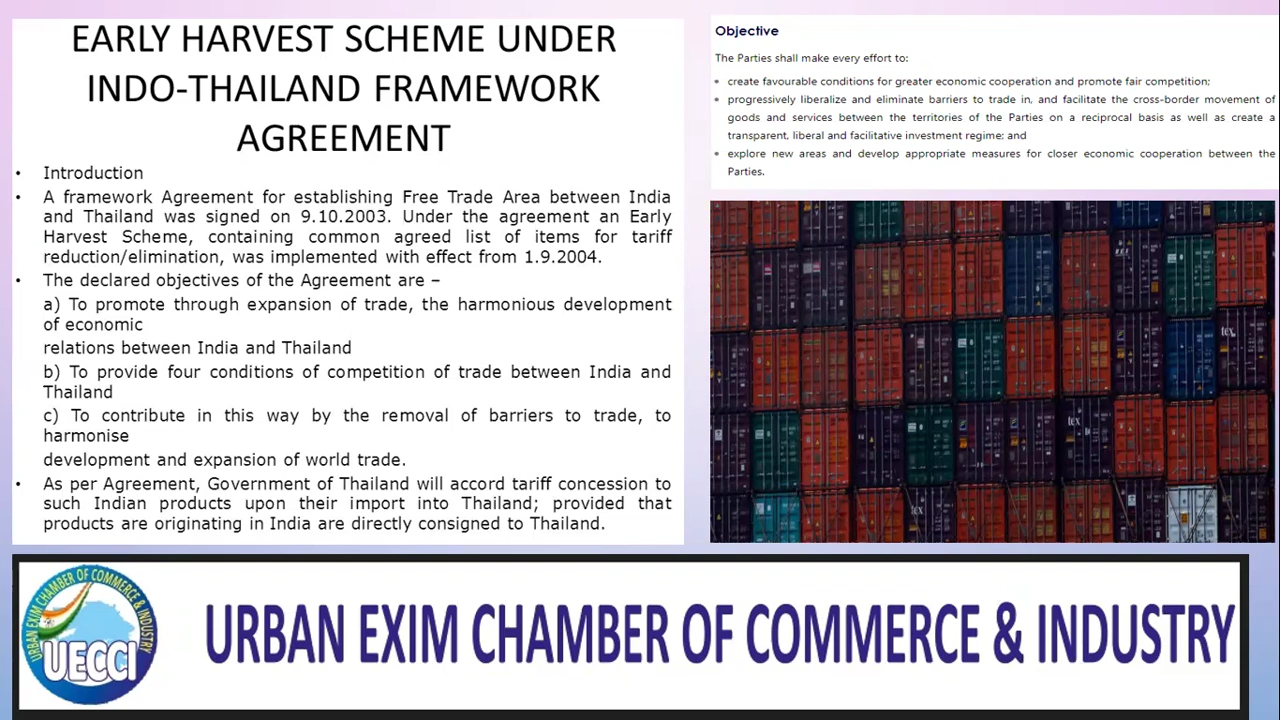 EARLY HARVEST SCHEME UNDER
INDO-THAILAND FRAMEWORK
AGREEMENT
• Introduction
• A framework Agreement for establishing Free Trade Area between India
and Thailand was signed on 9.10.2003. Under the agreement an Early
Harvest Scheme, containing common agreed list of items for tariff
reduction/elimination, was implemented with effect from 1.9.2004.
• The declared objectives of the Agreement are –
a) To promote through expansion of trade, the harmonious development
of economic
relations between India and Thailand
b) To provide four conditions of competition of trade between India and
Thailand
c) To contribute in this way by the removal of barriers to trade, to
harmonise
development and expansion of world trade.
• As per Agreement, Government of Thailand will accord tariff concession to
such Indian products upon their import into Thailand; provided that
products are originating in India are directly consigned to Thailand.
Objective
The Parties shall make every effort to:
• create favourable conditions for greater economic cooperation and promote fair competition;
• progressively liberalize and eliminate barriers to trade in, and facilitate the cross-border movement of
goods and services between the territories of the Parties on a reciprocal basis as well as create a
transparent, liberal and facilitative investment regime; and
• explore new areas and develop appropriate measures for closer economic cooperation between the
Parties.
tex
tex
tex
URBAN EXIM CHAMBER OF COMMERCE & INDUSTRY
UECCI
URBAN EXIM CHAMBER OF COMMERCE & INDUSTRY